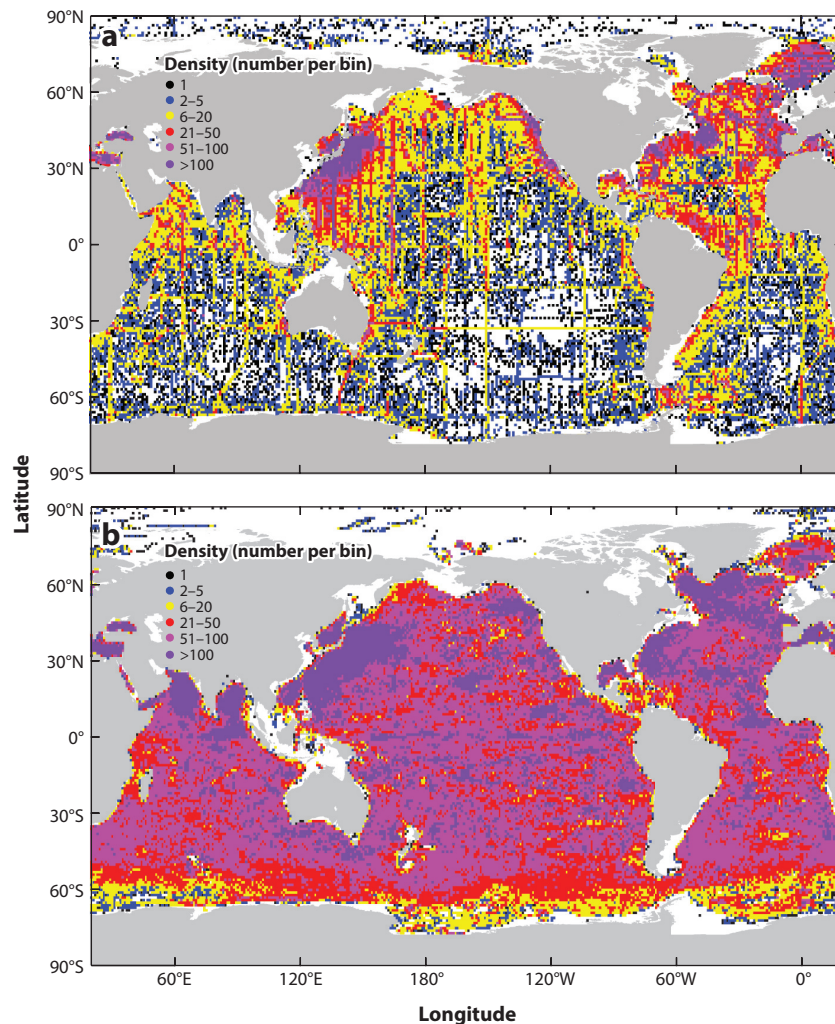 90°N
a
Density (number per bin)
1
2–5
6–20
21–50
51–100
>100
60°N
30°N
0°
30°S
60°S
90°S
Latitude
90°N
b
Density (number per bin)
1
2–5
6–20
21–50
51–100
>100
60°N
30°N
0°
30°S
60°S
90°S
60°E 120°E 180° 120°W 60°W 0°
Longitude